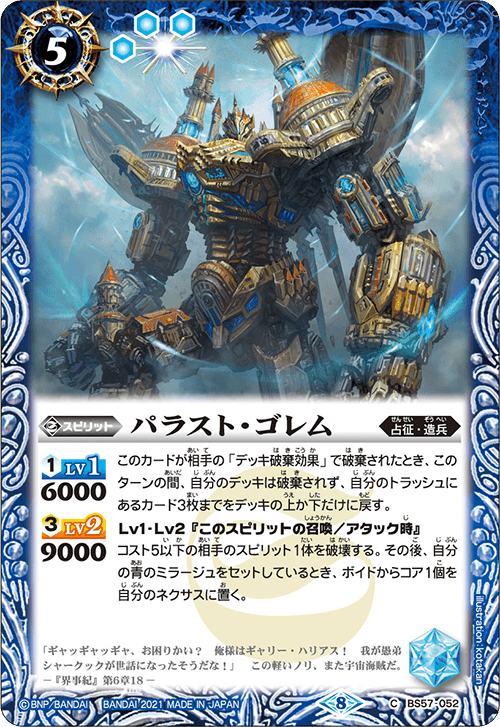 5
スピリット
パラスト・ゴレム
せんせい ぞうへい
占征・造兵
1 LV1
6000
3 LV2
9000
このカードが相手の「デッキ破棄効果」で破棄されたとき、この
ターンの間、自分のデッキは破棄されず、自分のトラッシュに
あるカード3枚までをデッキの上か下だけに戻す。
Lv1・Lv2『このスピリットの召喚/アタック時』
コスト5以下の相手のスピリット1体を破壊する。その後、自分
の青のミラージュをセットしているとき、ボイドからコア1個を
自分のネクサスに置く。
「ギャッギャッギャ、お困りかい？　俺様はギャリー・ハリアス！　我が愚弟
シャークックが世話になったそうだな！」　この軽いノリ、また宇宙海賊だ。
－『界事紀』第6章18－
illustration:kotakan
©BNP/BANDAI BANDAI 2021 MADE IN JAPAN
8
C BS57-052